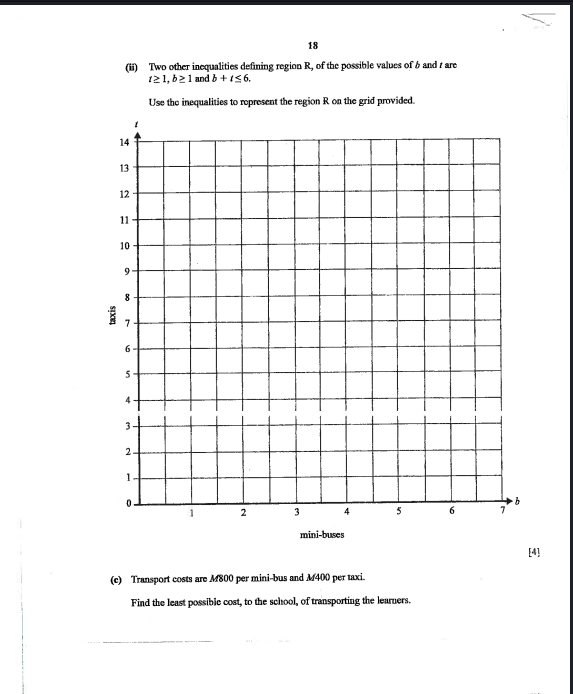 18
(ii) Two other inequalities defining region R, of the possible values of b and t are
t ≥ 1, b ≥ 1 and b + t ≤ 6.
Use the inequalities to represent the region R on the grid provided.
t
14
13
12
11
10
9
8
7
6
5
4
3
2
1
0
taxis
1 2 3 4 5 6 7 b
mini-buses
[4]
(c) Transport costs are M800 per mini-bus and M400 per taxi.
Find the least possible cost, to the school, of transporting the learners.